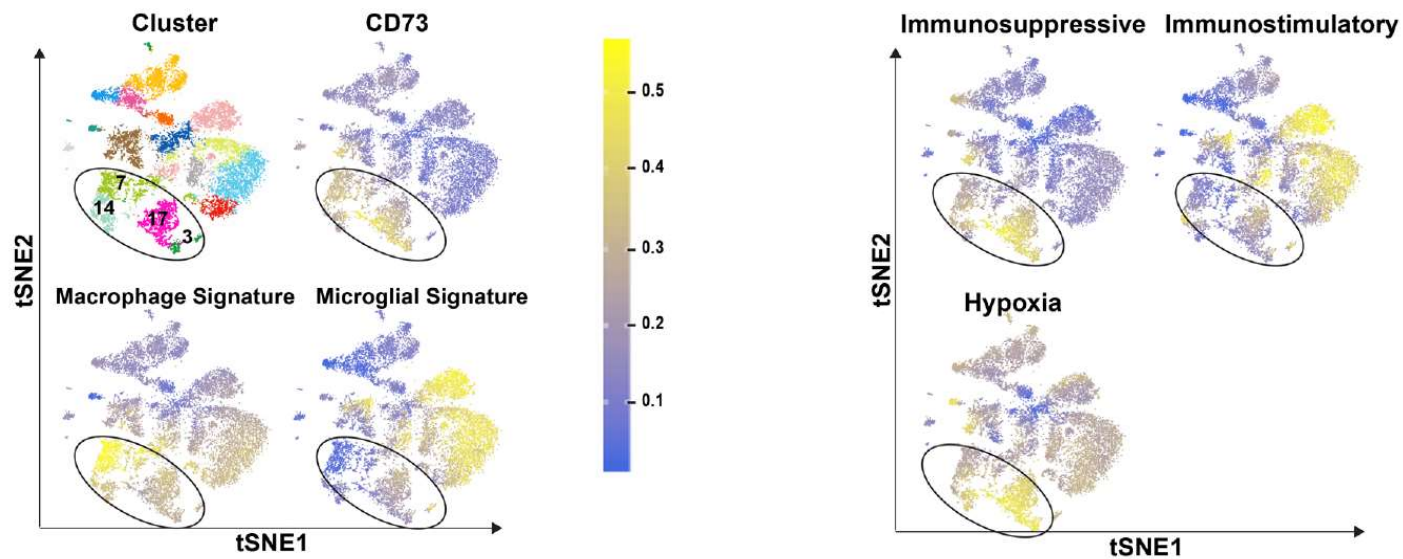 Cluster CD73
7
14
17
3
Macrophage Signature Microglial Signature
tSNE2
tSNE1
0.5
0.4
0.3
0.2
0.1
Immunosuppressive Immunostimulatory
Hypoxia
tSNE2
tSNE1